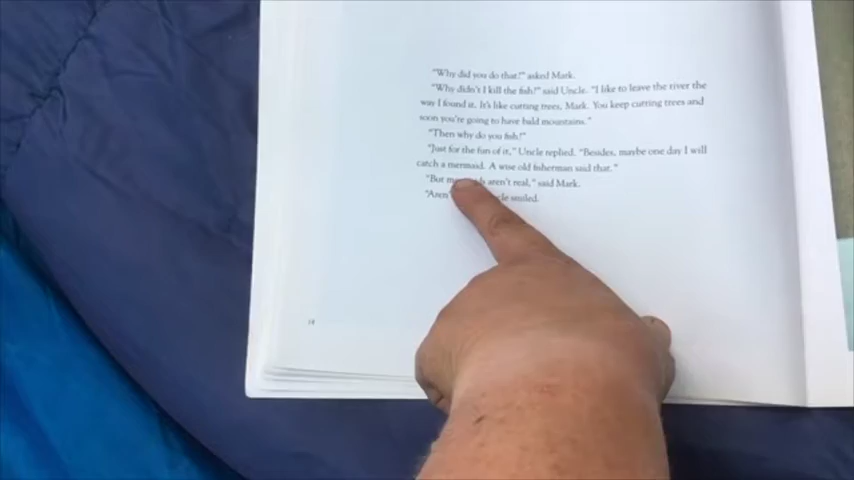 "Why did you do that?" asked Mark.
"Why didn't I kill the fish?" said Uncle. "I like to leave the river the
way I found it. It's like cutting trees, Mark. You keep cutting trees and
soon you're going to have bald mountains."
"Then why do you fish?"
"Just for the fun of it," Uncle replied. "Besides, maybe one day I will
catch a mermaid. A wise old fisherman said that."
"But aren't real," said Mark.
"Aren't smiled.